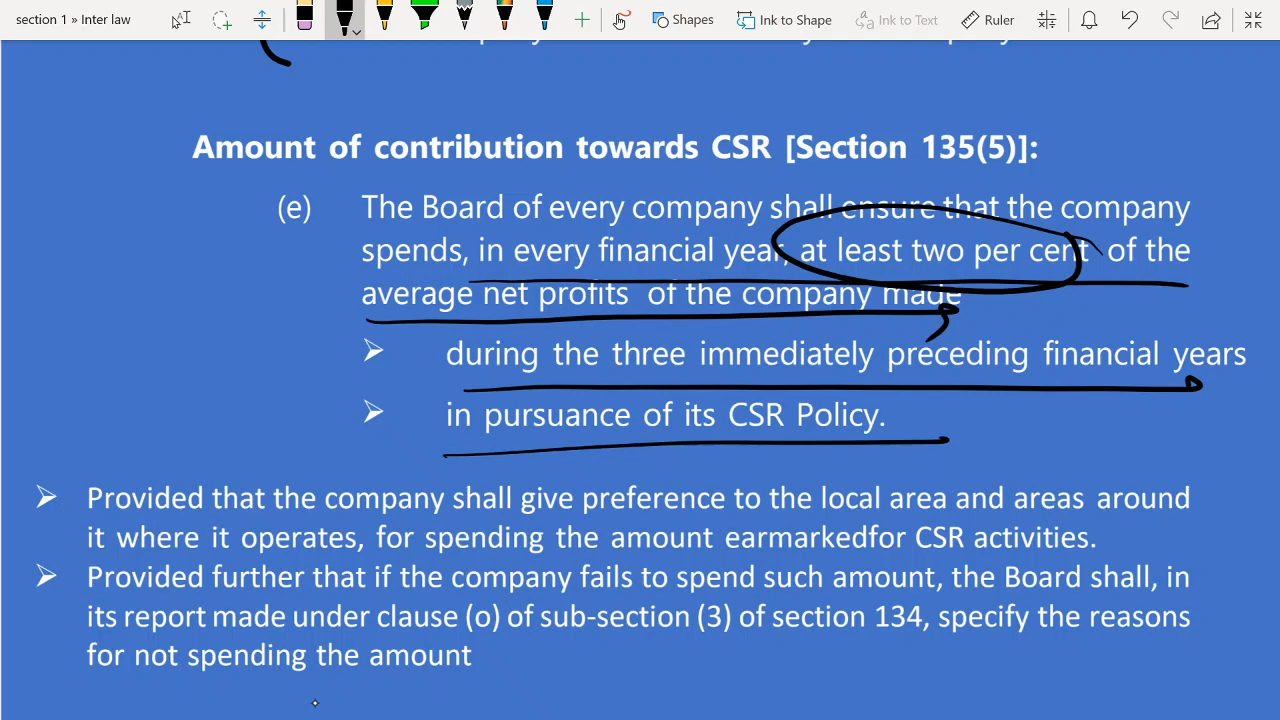 section 1 » Inter law
Shapes
Ink to Shape
Ink to Text
Ruler
Amount of contribution towards CSR [Section 135(5)]:
(e) The Board of every company shall ensure that the company
spends, in every financial year, at least two per cent of the
average net profits of the company made
during the three immediately preceding financial years
in pursuance of its CSR Policy.
Provided that the company shall give preference to the local area and areas around
it where it operates, for spending the amount earmarkedfor CSR activities.
Provided further that if the company fails to spend such amount, the Board shall, in
its report made under clause (o) of sub-section (3) of section 134, specify the reasons
for not spending the amount